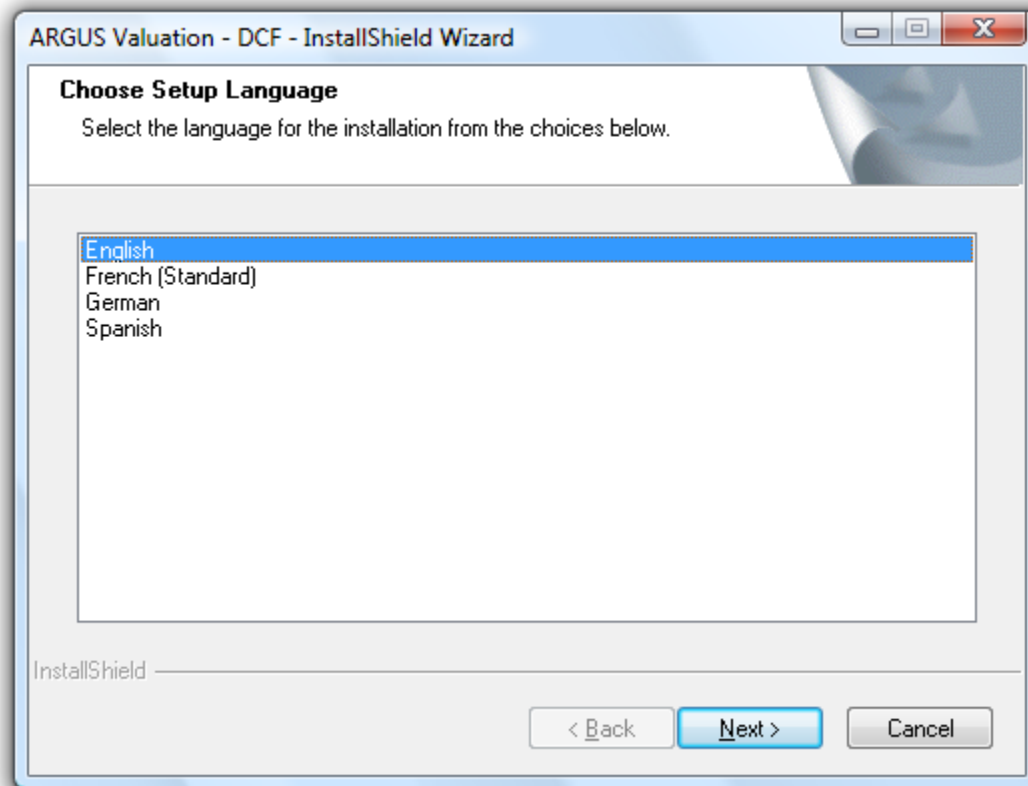 ARGUS Valuation - DCF - InstallShield Wizard
Choose Setup Language
Select the language for the installation from the choices below.
English
French (Standard)
German
Spanish
InstallShield
< Back
Next >
Cancel